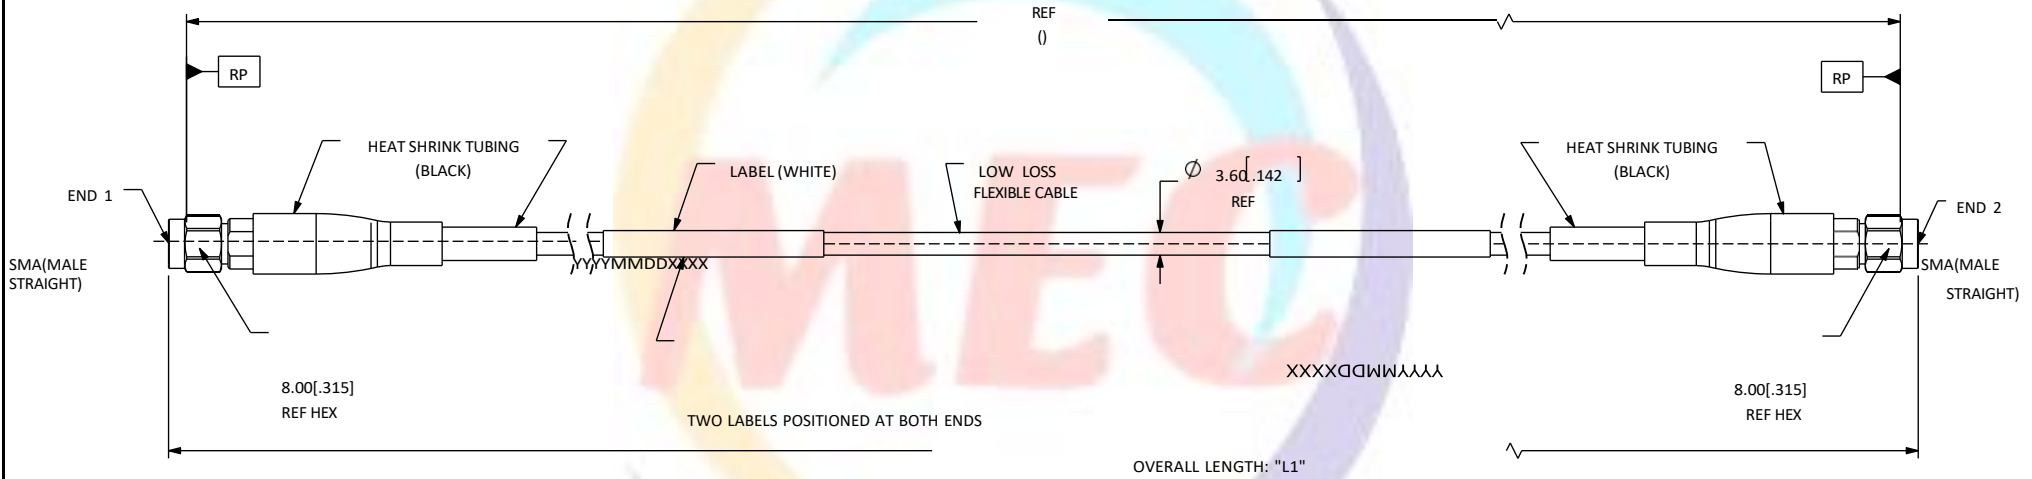 REF
()
RP
RP
HEAT SHRINK TUBING
(BLACK)
LABEL (WHITE)
LOW LOSS
FLEXIBLE CABLE
Ø 3.60[.142]
REF
HEAT SHRINK TUBING
(BLACK)
END 1
END 2
SMA(MALE
STRAIGHT)
YYYYMMDDXXXX
SMA(MALE
STRAIGHT)
YYYYMMDDXXXX
8.00[.315]
REF HEX
8.00[.315]
REF HEX
TWO LABELS POSITIONED AT BOTH ENDS
OVERALL LENGTH: "L1"
MEC